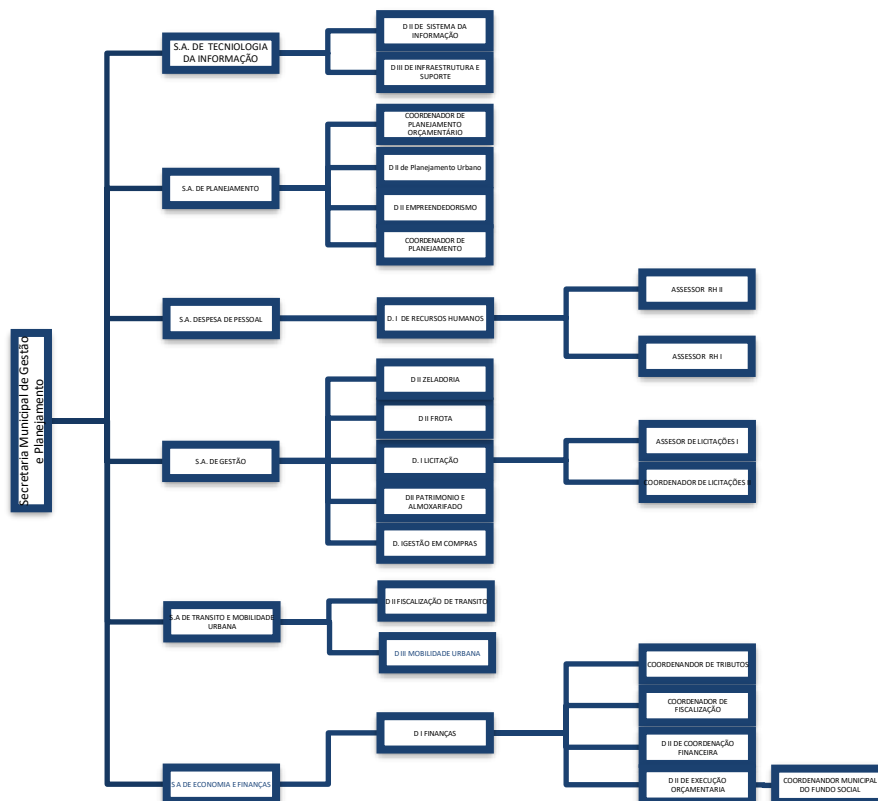 Secretaria Municipal de Gestão
e Planejamento
S.A. DE TECNIOLOGIA
DA INFORMAÇÃO
D II DE SISTEMA DA
INFORMAÇÃO
D III DE INFRAESTRUTURA E
SUPORTE
S.A. DE PLANEJAMENTO
COORDENADOR DE
PLANEJAMENTO
ORÇAMENTÁRIO
D II de Planejamento Urbano
D II EMPREENDEDORISMO
COORDENADOR DE
PLANEJAMENTO
S.A. DESPESA DE PESSOAL
D. I DE RECURSOS HUMANOS
ASSESSOR RH II
ASSESSOR RH I
S.A. DE GESTÃO
D II ZELADORIA
D II FROTA
D. I LICITAÇÃO
ASSESOR DE LICITAÇÕES I
COORDENADOR DE LICITAÇÕES II
DII PATRIMONIO E
ALMOXARIFADO
D. IGESTÃO EM COMPRAS
S.A DE TRANSITO E MOBILIDADE
URBANA
D II FISCALIZAÇÃO DE TRANSITO
D III MOBILIDADE URBANA
S A DE ECONOMIA E FINANÇAS
D I FINANÇAS
COORDENANDOR DE TRIBUTOS
COORDENADOR DE
FISCALIZAÇÃO
D II DE COORDENAÇÃO
FINANCEIRA
D II DE EXECUÇÃO
ORÇAMENTARIA
COORDENANDOR MUNICIPAL
DO FUNDO SOCIAL